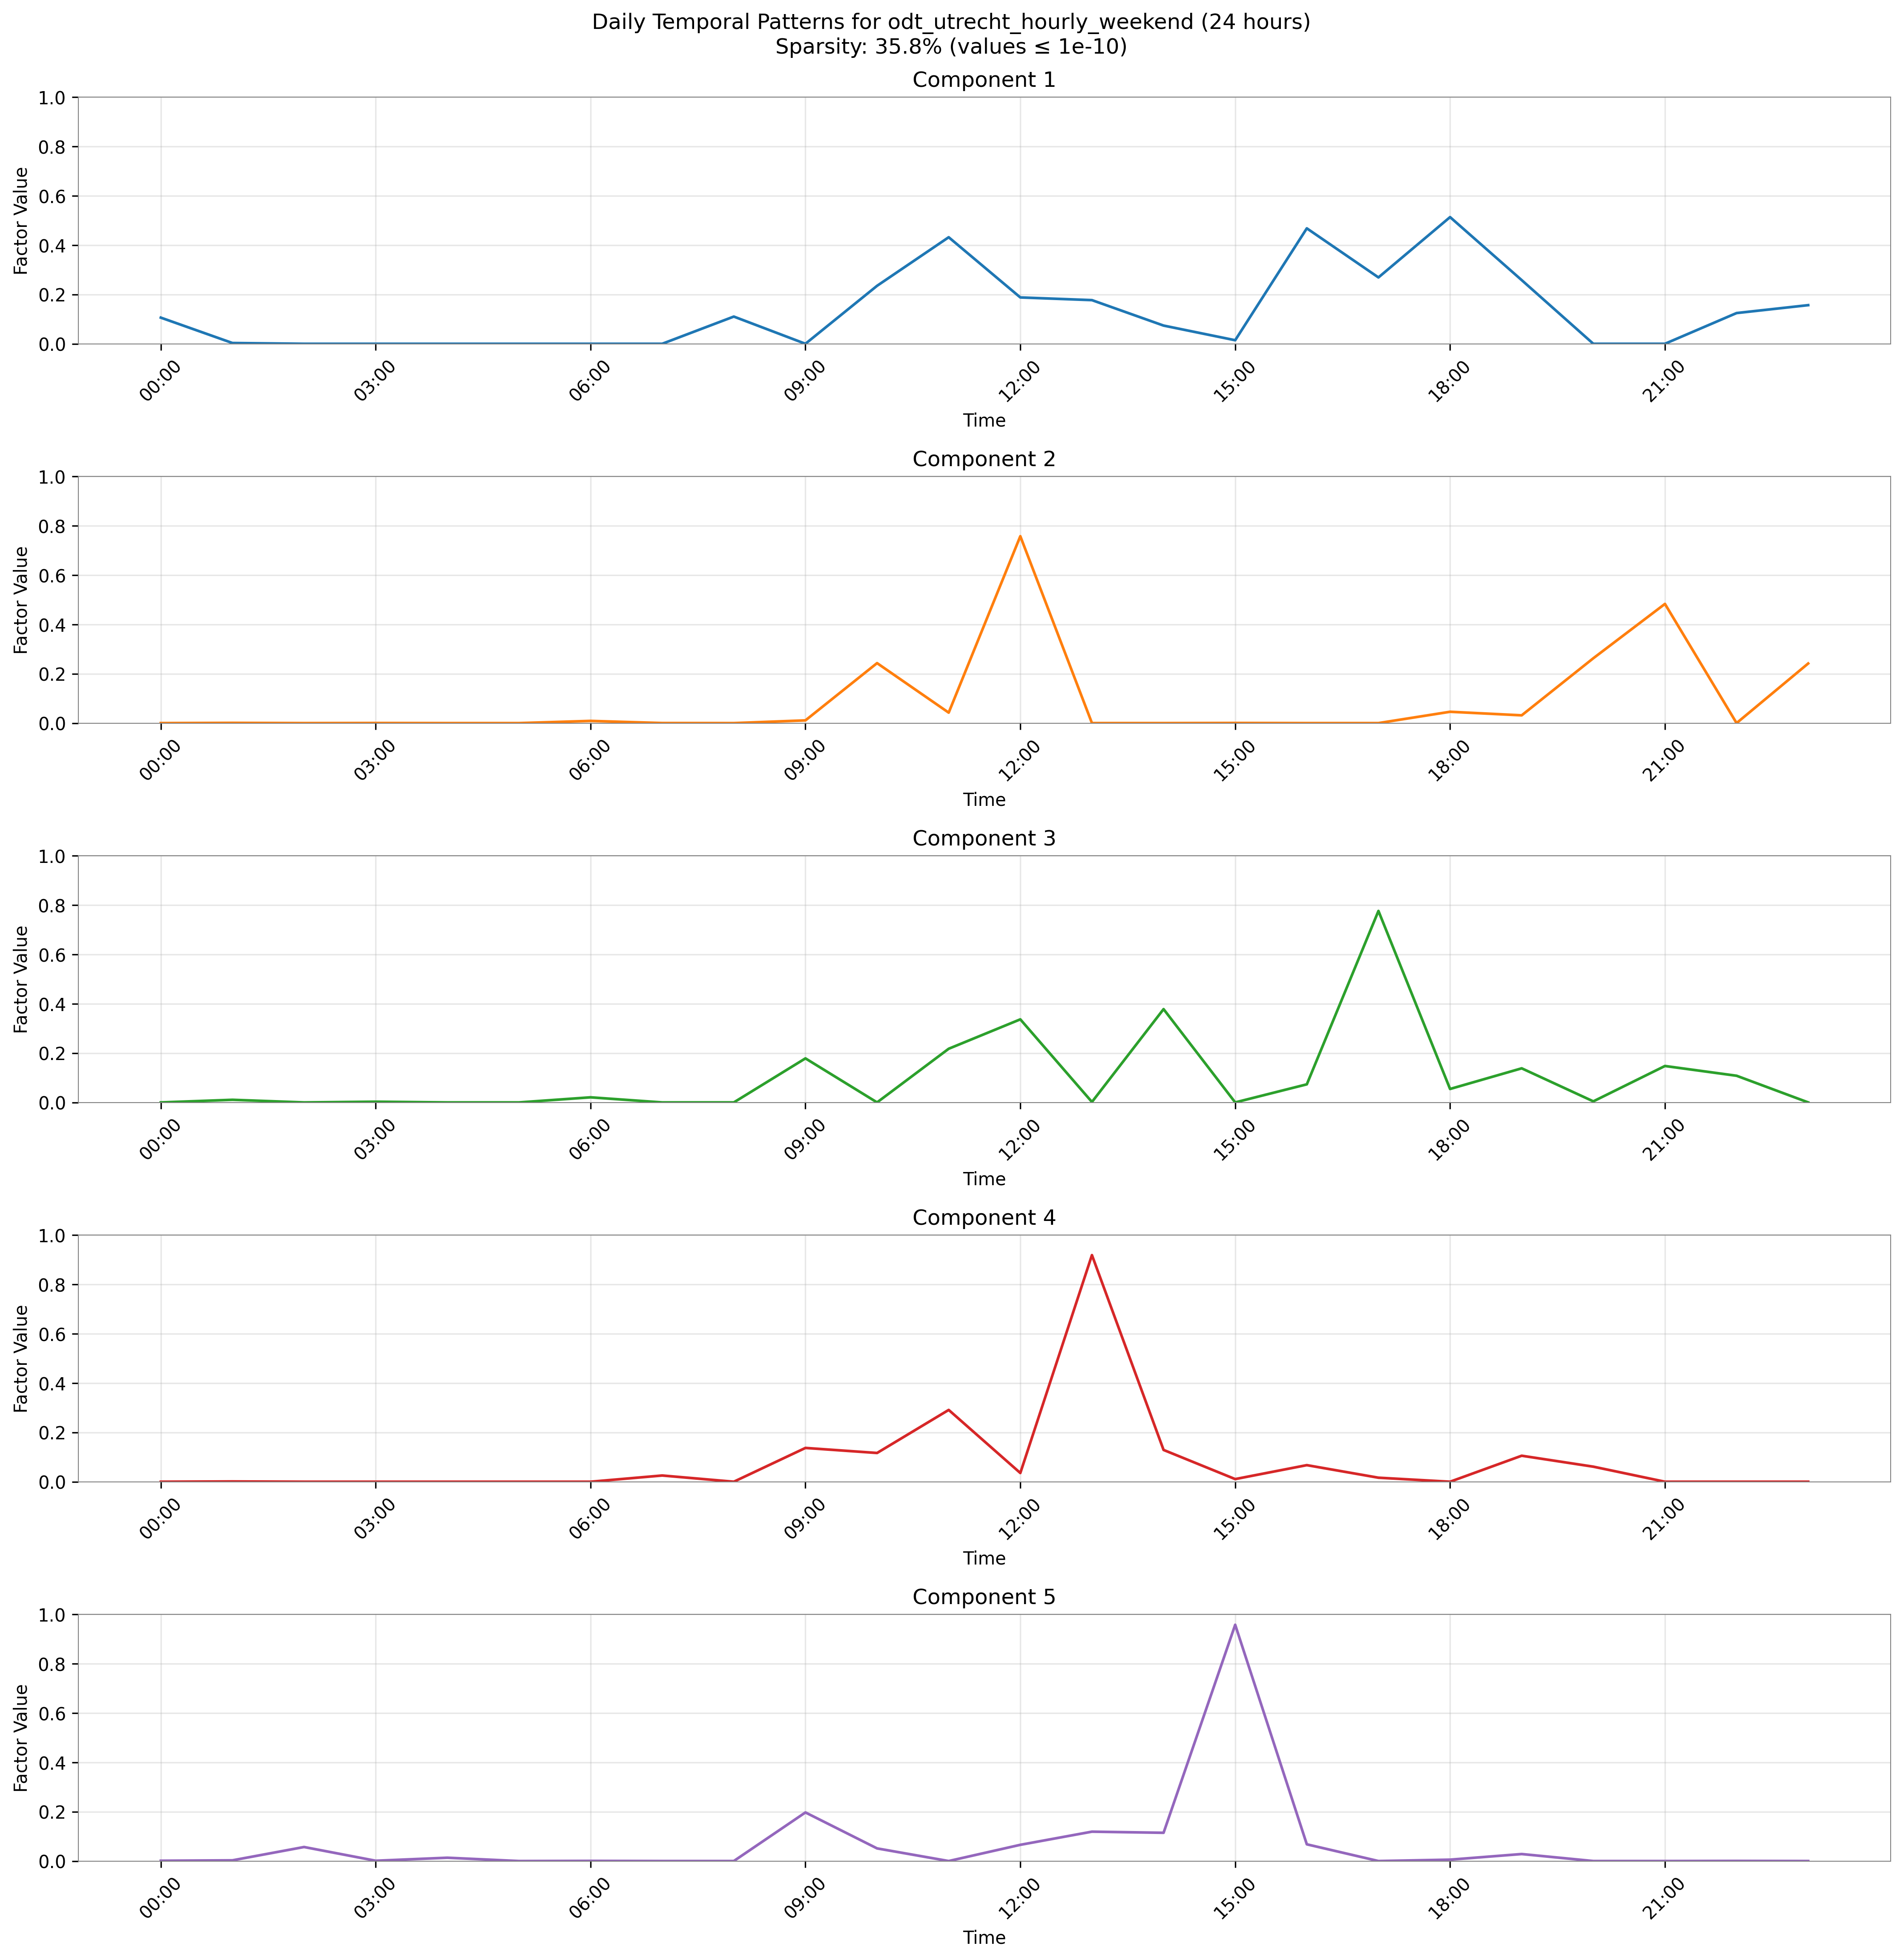 Daily Temporal Patterns for odt_utrecht_hourly_weekend (24 hours)
Sparsity: 35.8% (values ≤ 1e-10)
Component 1
1.0
0.8
0.6
0.4
0.2
0.0
Factor Value
00:00 03:00 06:00 09:00 12:00 15:00 18:00 21:00
Time
Component 2
1.0
0.8
0.6
0.4
0.2
0.0
Factor Value
00:00 03:00 06:00 09:00 12:00 15:00 18:00 21:00
Time
Component 3
1.0
0.8
0.6
0.4
0.2
0.0
Factor Value
00:00 03:00 06:00 09:00 12:00 15:00 18:00 21:00
Time
Component 4
1.0
0.8
0.6
0.4
0.2
0.0
Factor Value
00:00 03:00 06:00 09:00 12:00 15:00 18:00 21:00
Time
Component 5
1.0
0.8
0.6
0.4
0.2
0.0
Factor Value
00:00 03:00 06:00 09:00 12:00 15:00 18:00 21:00
Time